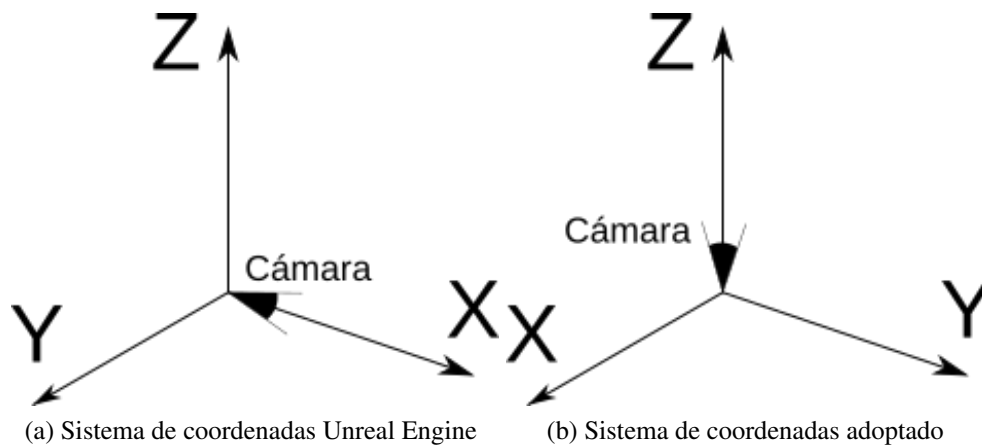 Z
Cámara
Y
X
(a) Sistema de coordenadas Unreal Engine
Z
Cámara
X
Y
(b) Sistema de coordenadas adoptado